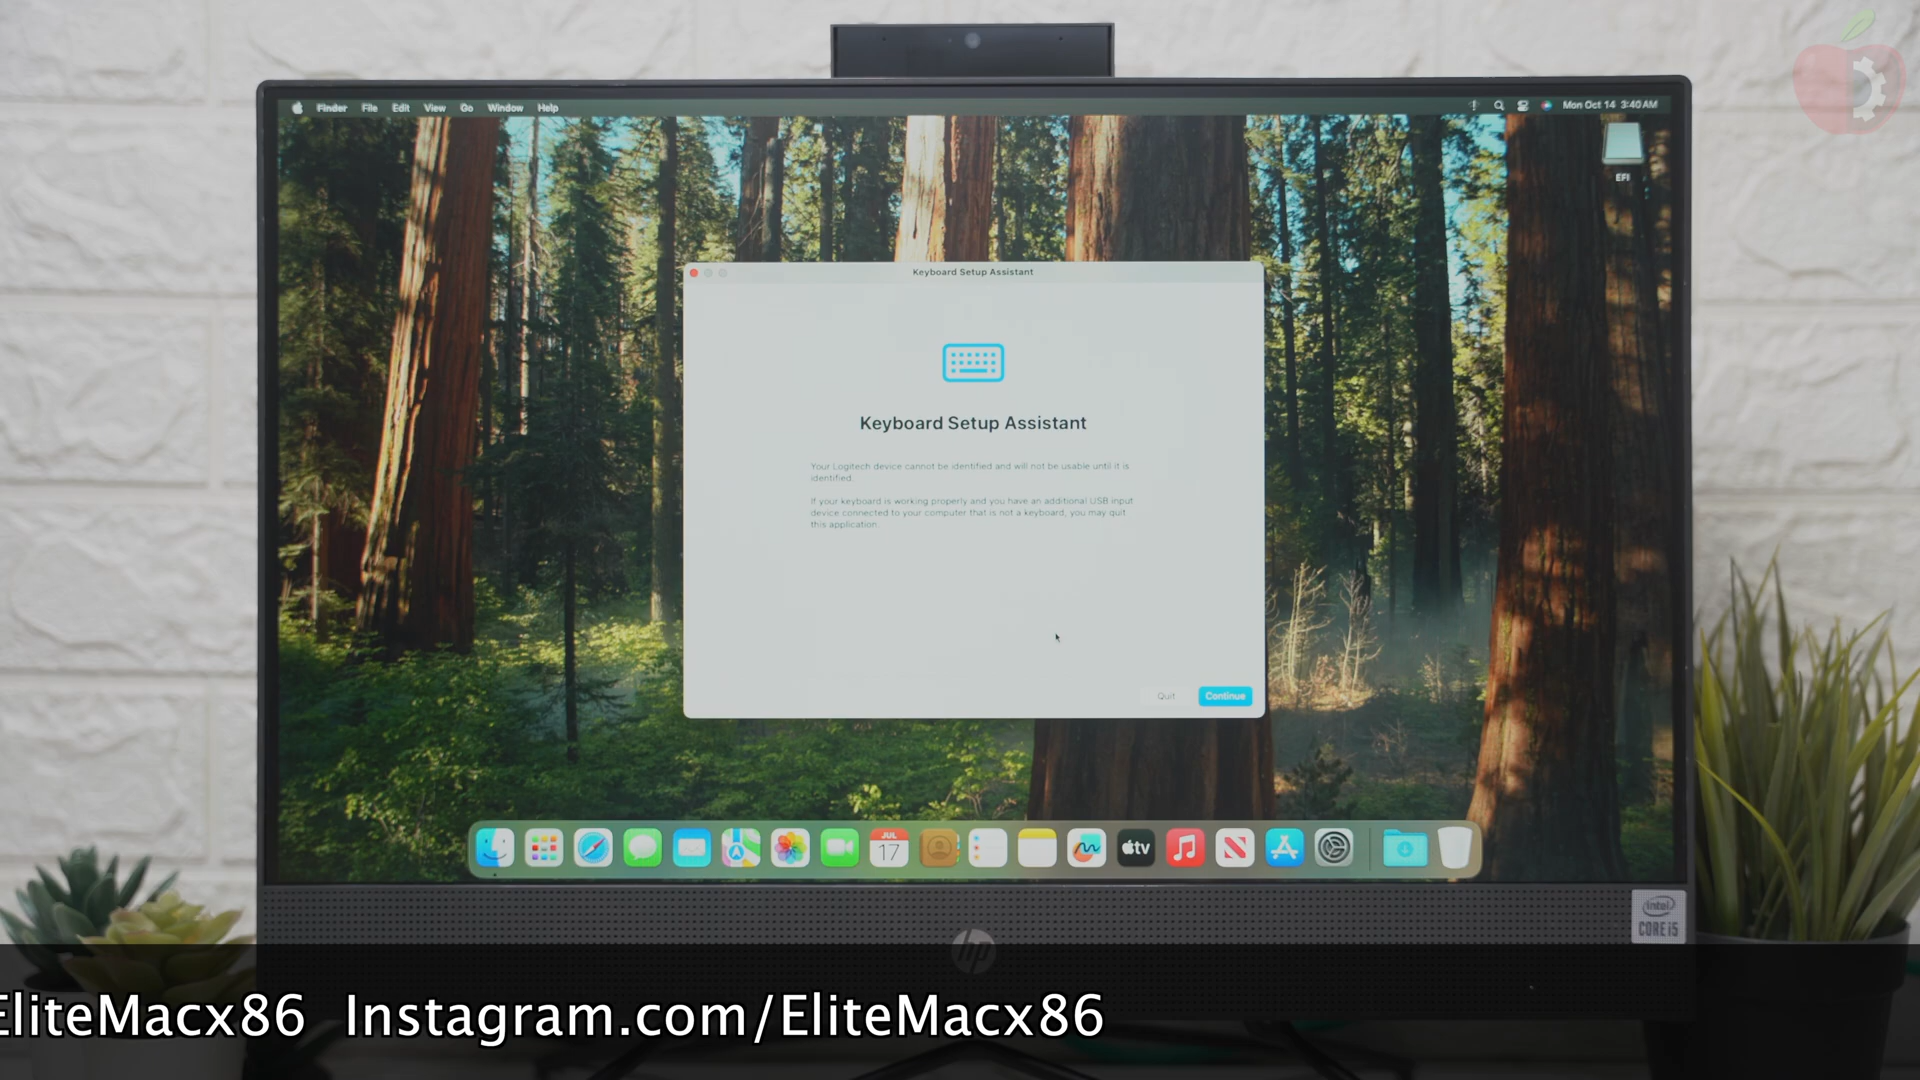 Finder File Edit View Go Window Help
Mon Oct 14 3:40 AM
EFI
Keyboard Setup Assistant
Keyboard Setup Assistant
Your Logitech device cannot be identified and will not be usable until it is
identified.
If your keyboard is working properly and you have an additional USB input
device connected to your computer that is not a keyboard, you may quit
this application.
Quit Continue
JUL
17
tv
intel
CORE i5
hp
EliteMacx86 Instagram.com/EliteMacx86